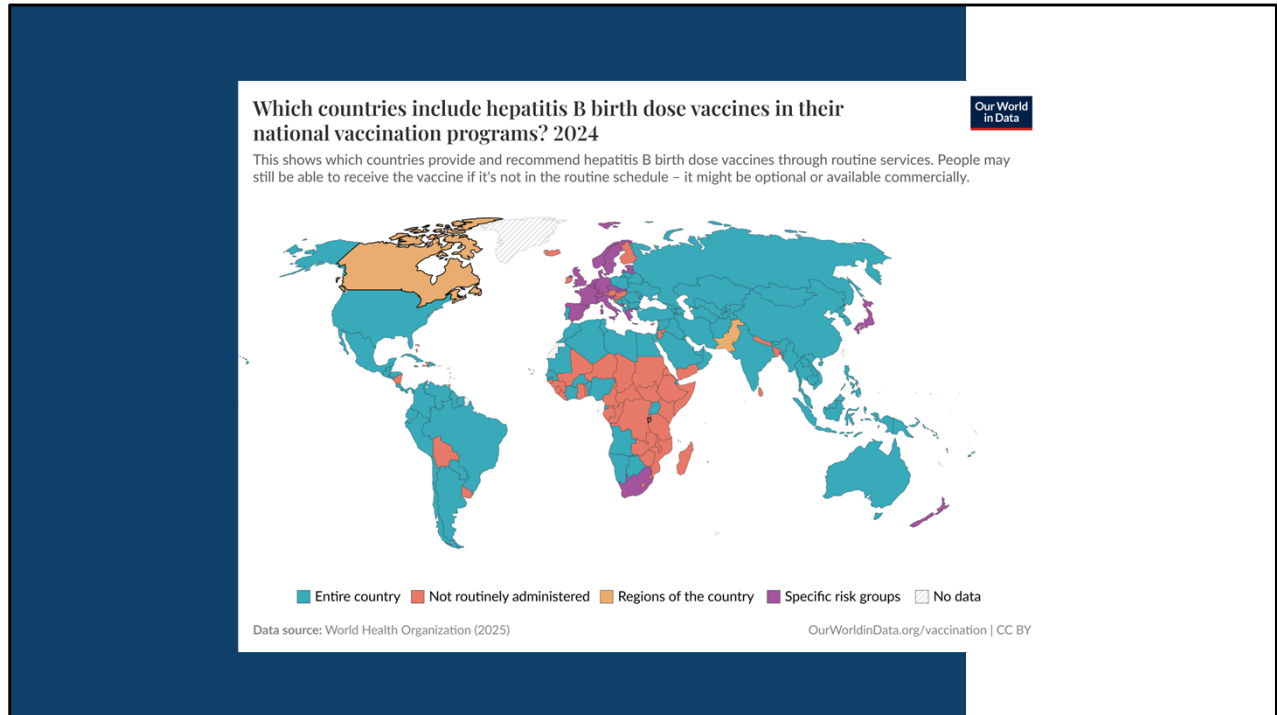 Which countries include hepatitis B birth dose vaccines in their
national vaccination programs? 2024
Our World
in Data
This shows which countries provide and recommend hepatitis B birth dose vaccines through routine services. People may
still be able to receive the vaccine if it's not in the routine schedule – it might be optional or available commercially.
Entire country
Not routinely administered
Regions of the country
Specific risk groups
No data
Data source: World Health Organization (2025)
OurWorldinData.org/vaccination | CC BY